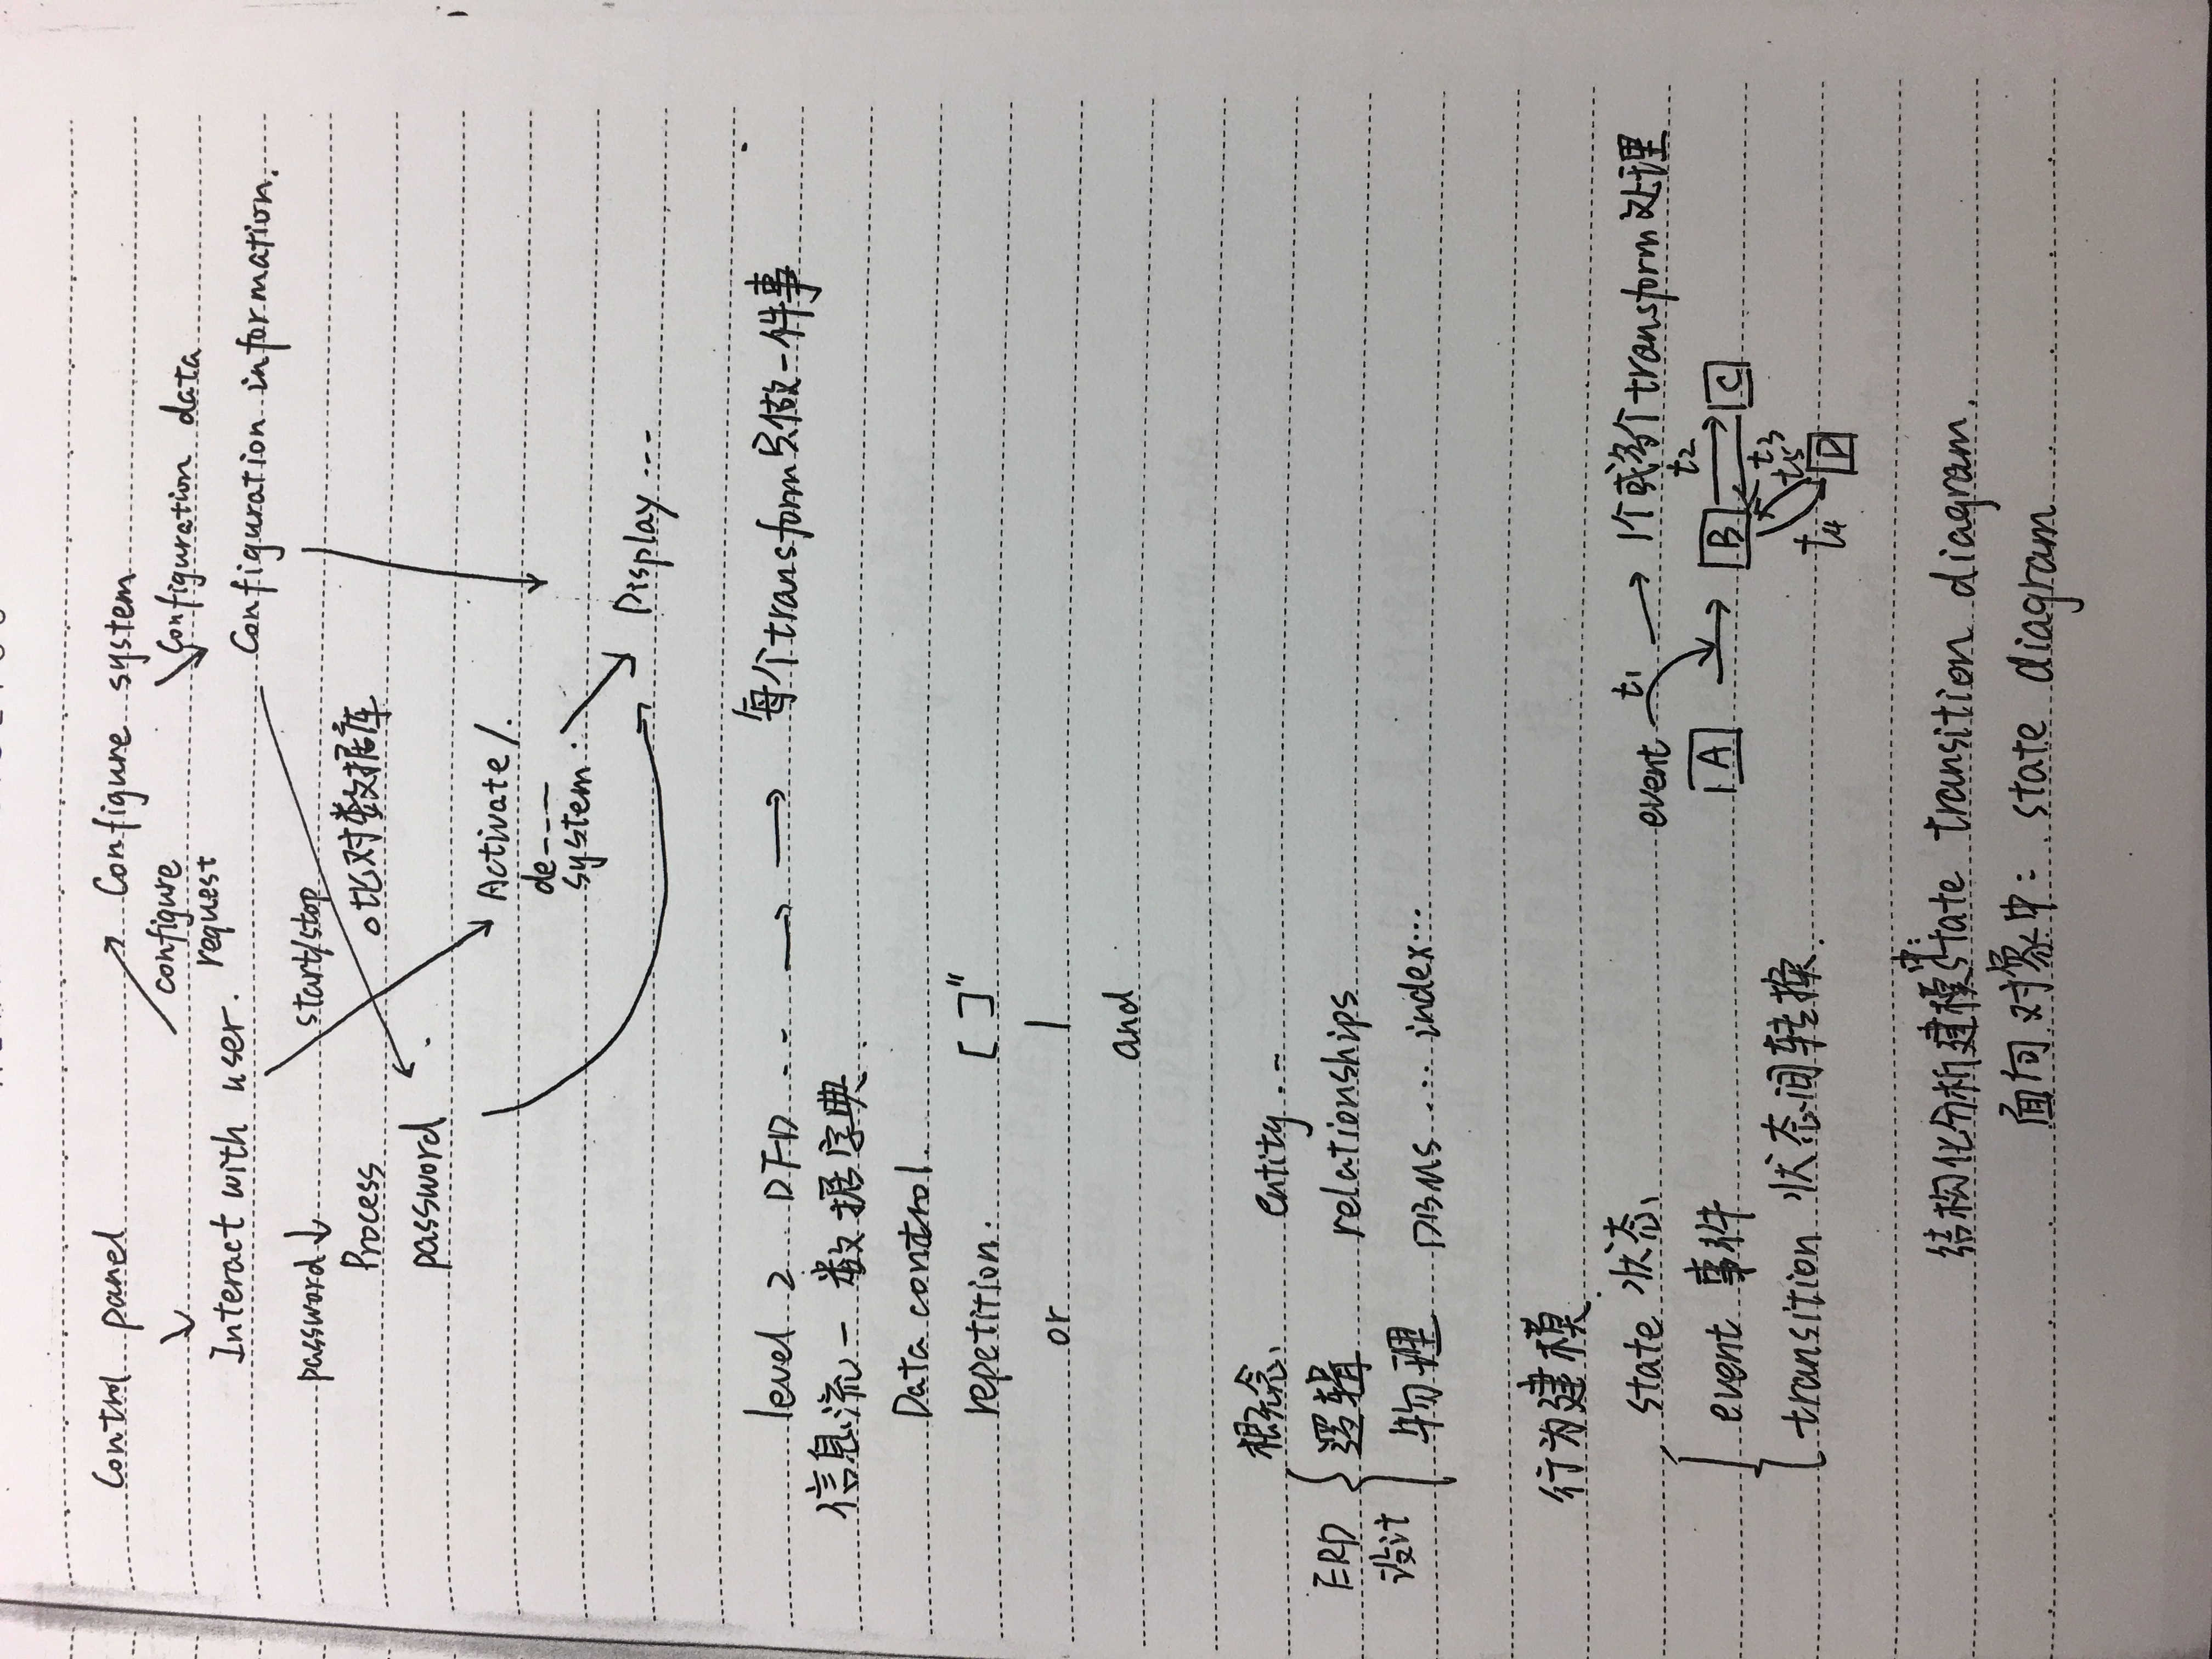 Control panel
Configure system
configure
request
Configuration data
Interact with user.
Configuration information.
password
start/stop
Process
password
比对数据库
Activate /
de----
system
Display ---
level 2 DFD -- 每个transform只做一件事
信息流— 数据字典
Data control.
repetition. [ ]"
or |
and
ERD
设计
概念 entity --
逻辑 relationships
物理 DBMS ... index...
行为建模
state 状态
event 事件
transition 状态间转换.
event t1 1个或多个transform处理
A B t2 C
t3
t5
t4 D
结构化分析建模中: state transition diagram.
面向对象中: state diagram